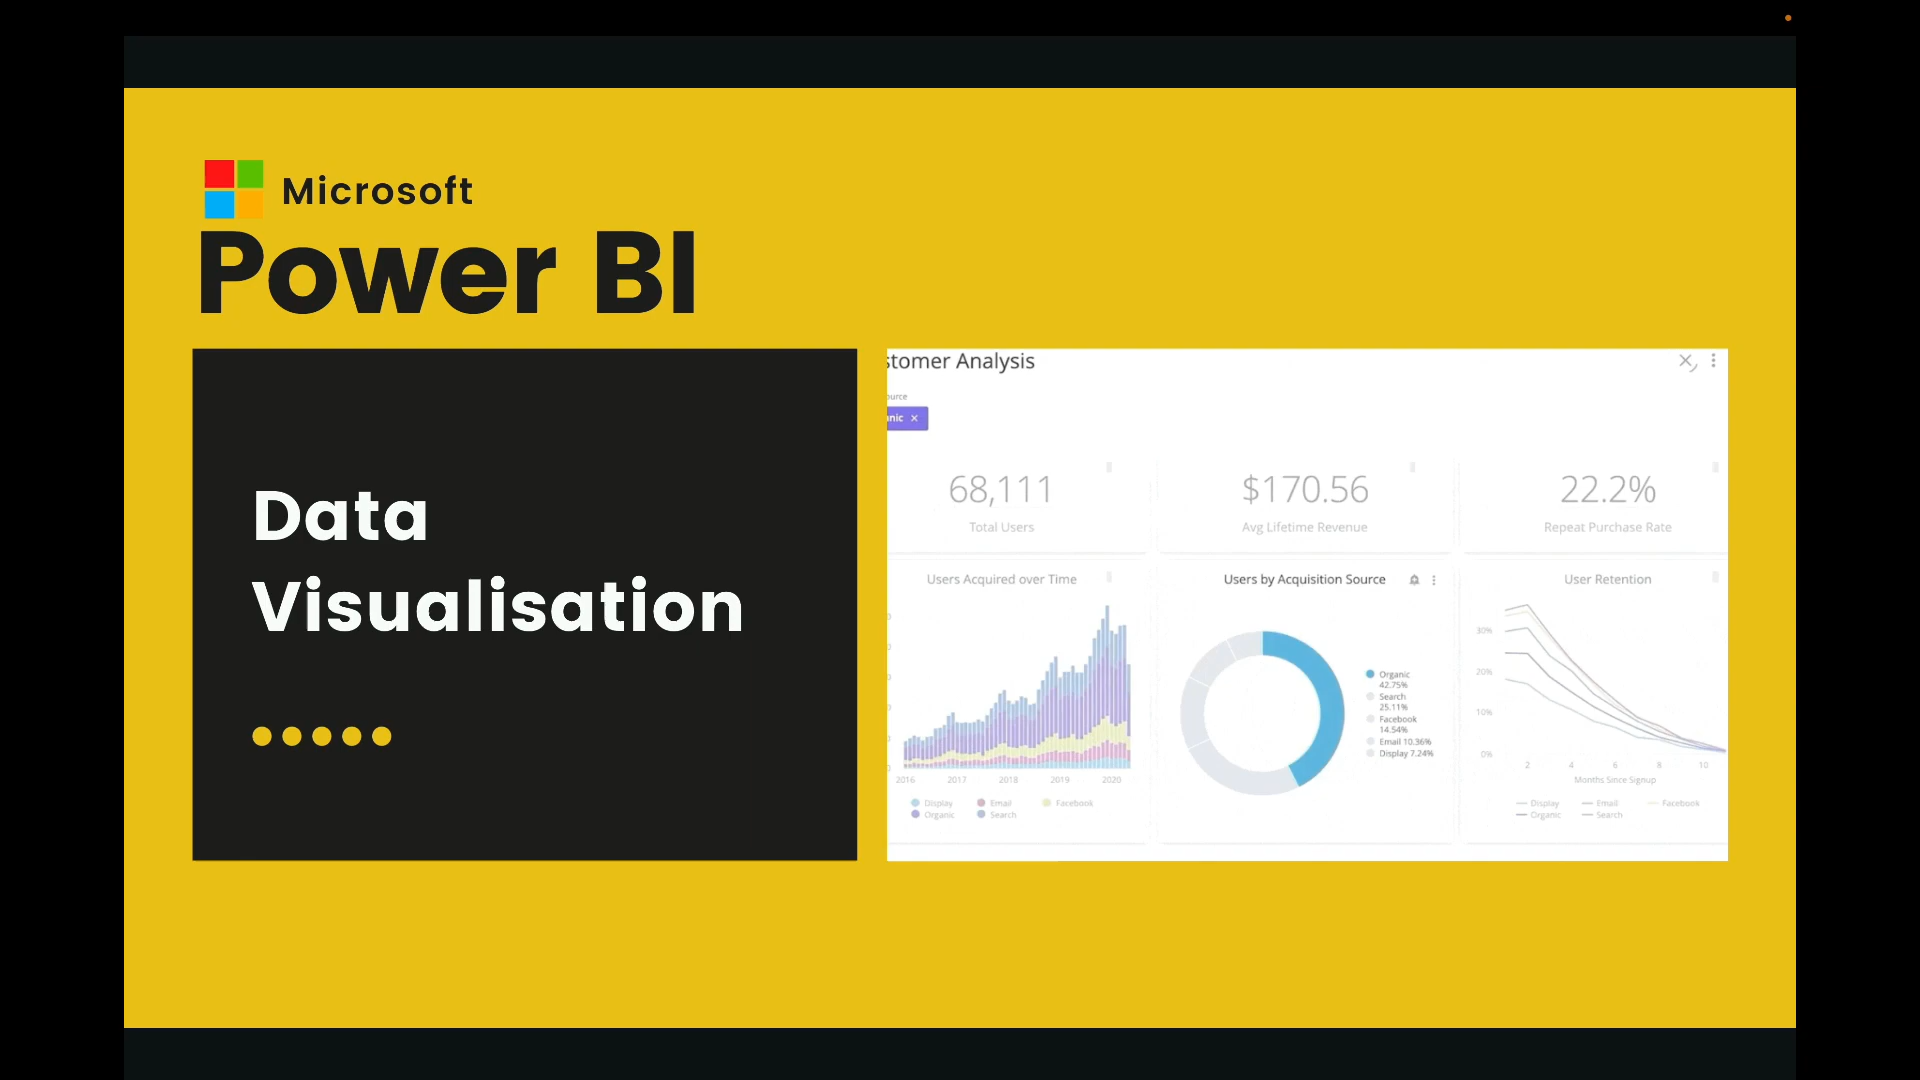 Microsoft
Power BI
Data
Visualisation
stomer Analysis
ource
nic ×
68,111
Total Users
$170.56
Avg Lifetime Revenue
22.2%
Repeat Purchase Rate
Users Acquired over Time
2016 2017 2018 2019 2020
Display Email Facebook
Organic Search
Users by Acquisition Source
Organic
42.75%
Search
25.11%
Facebook
14.54%
Email 10.36%
Display 7.24%
User Retention
30%
20%
10%
0%
2 4 6 8 10
Months Since Signup
Display Email Facebook
Organic Search